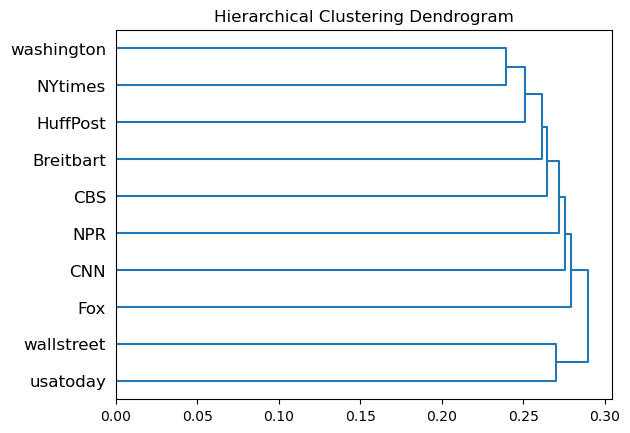 Hierarchical Clustering Dendrogram
washington
NYtimes
HuffPost
Breitbart
CBS
NPR
CNN
Fox
wallstreet
usatoday
0.00 0.05 0.10 0.15 0.20 0.25 0.30